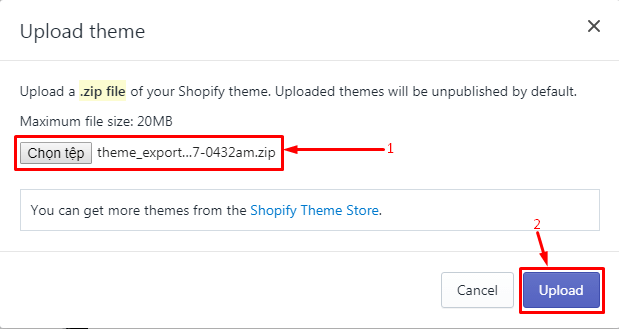 Upload theme
Upload a .zip file of your Shopify theme. Uploaded themes will be unpublished by default.
Maximum file size: 20MB
Chọn tệp theme_export...7-0432am.zip
1
You can get more themes from the Shopify Theme Store.
2
Cancel Upload